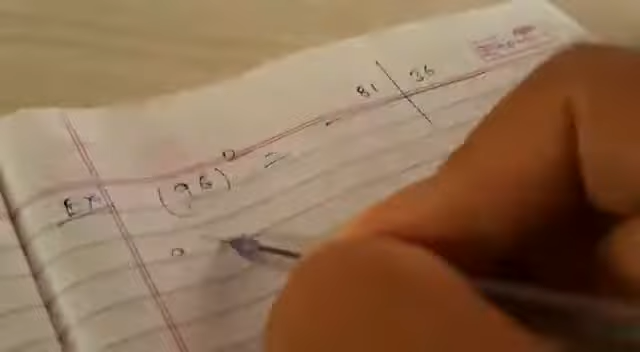 81 | 36
Ex. (96)² =